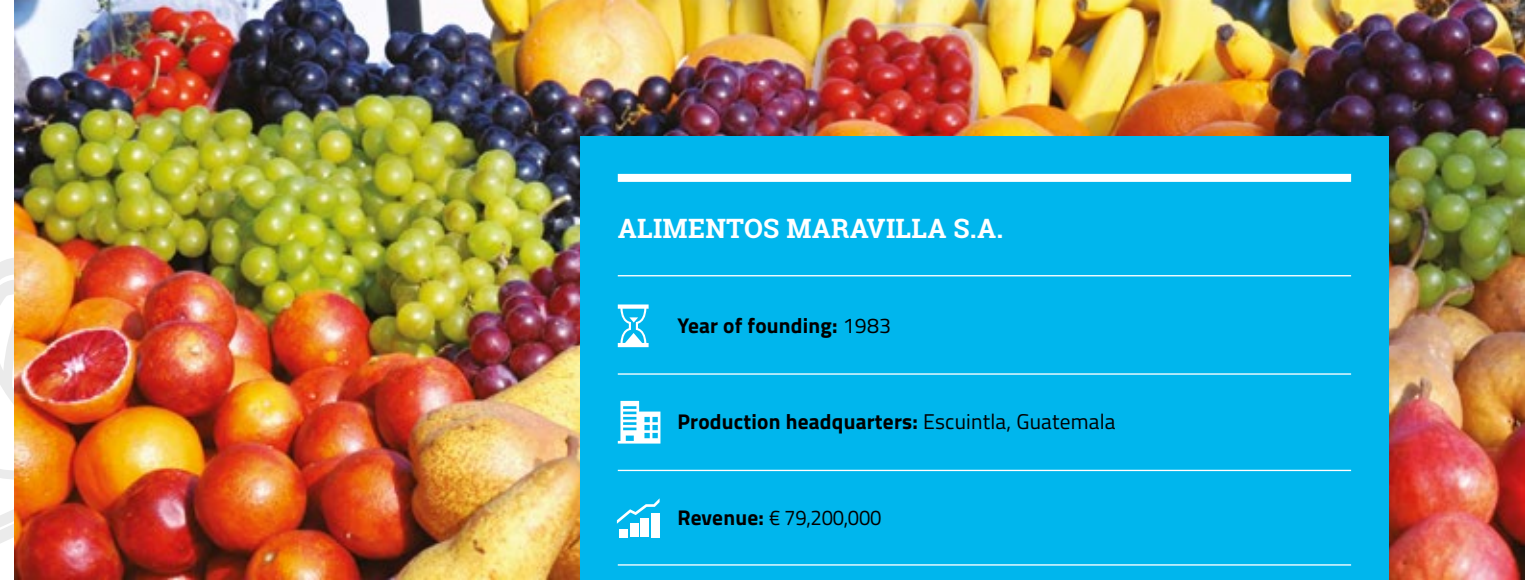 ALIMENTOS MARAVILLA S.A.
Year of founding: 1983
Production headquarters: Escuintla, Guatemala
Revenue: € 79,200,000